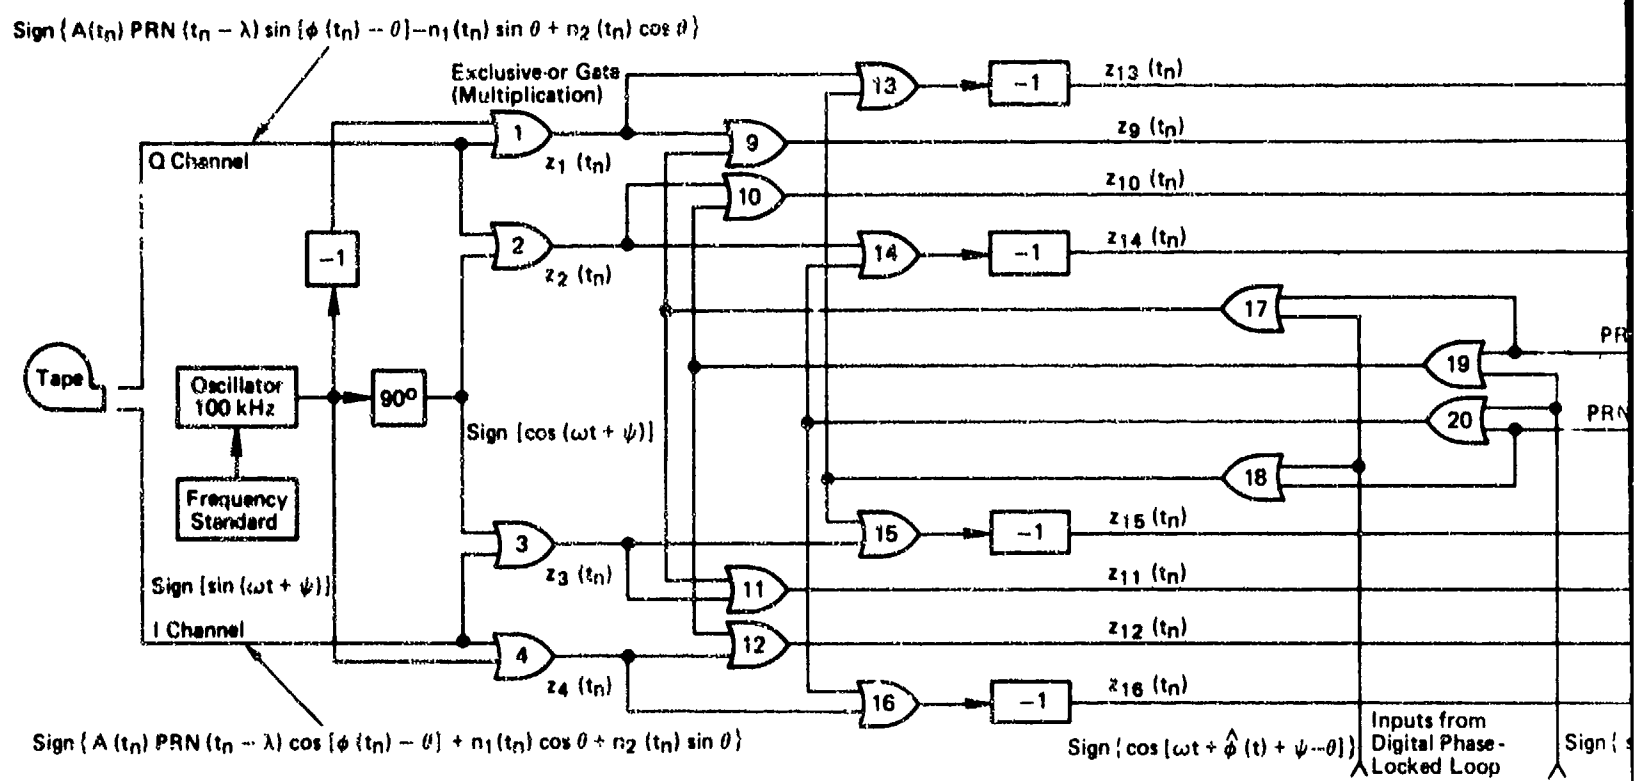 Sign { A(tn) PRN (tn − λ) sin [ϕ (tn) − θ] − n1 (tn) sin θ + n2 (tn) cos θ }
Exclusive-or Gate
(Multiplication)
13
−1
z13 (tn)
1
Q Channel
z1 (tn)
9
z9 (tn)
10
z10 (tn)
−1
2
z2 (tn)
14
−1
z14 (tn)
17
PR
Tape
Oscillator
100 kHz
90º
19
20
PRN
Sign [cos (ωt + ψ)]
Frequency
Standard
18
3
z3 (tn)
15
−1
z15 (tn)
Sign [sin (ωt + ψ)]
11
z11 (tn)
I Channel
4
z4 (tn)
12
z12 (tn)
16
−1
z16 (tn)
Sign { A (tn) PRN (tn − λ) cos [ϕ (tn) − θ] + n1 (tn) cos θ + n2 (tn) sin θ }
Sign { cos [ωt + ϕ̂ (t) + ψ − θ] }
Inputs from
Digital Phase-
Locked Loop
Sign { s